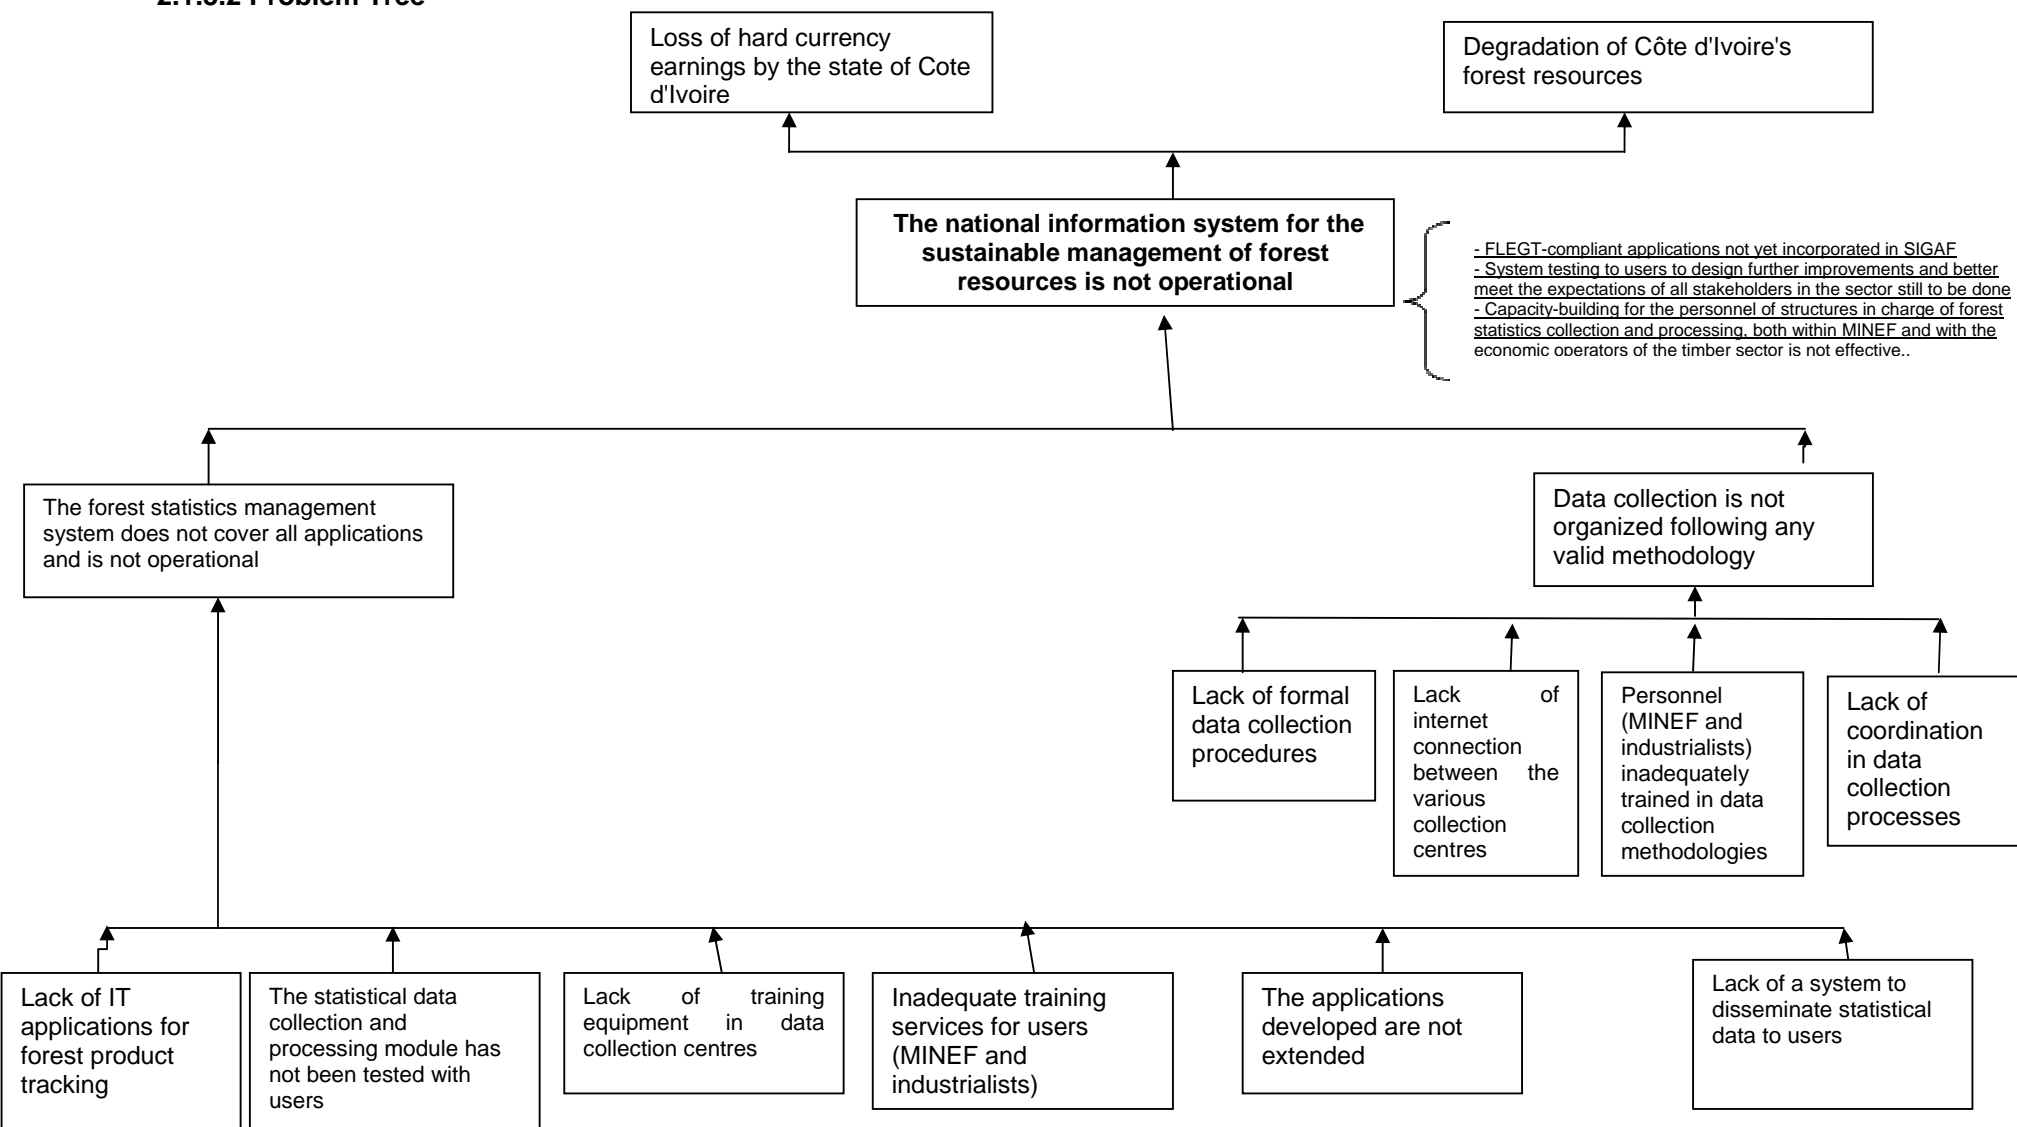 2.1.3.2 Problem Tree
Loss of hard currency
earnings by the state of Cote
d'Ivoire
Degradation of Côte d'Ivoire's
forest resources
The national information system for the
sustainable management of forest
resources is not operational
- FLEGT-compliant applications not yet incorporated in SIGAF
- System testing to users to design further improvements and better
meet the expectations of all stakeholders in the sector still to be done
- Capacity-building for the personnel of structures in charge of forest
statistics collection and processing, both within MINEF and with the
economic operators of the timber sector is not effective..
The forest statistics management
system does not cover all applications
and is not operational
Data collection is not
organized following any
valid methodology
Lack of formal
data collection
procedures
Lack of
internet
connection
between the
various
collection
centres
Personnel
(MINEF and
industrialists)
inadequately
trained in data
collection
methodologies
Lack of
coordination
in data
collection
processes
Lack of IT
applications for
forest product
tracking
The statistical data
collection and
processing module has
not been tested with
users
Lack of training
equipment in data
collection centres
Inadequate training
services for users
(MINEF and
industrialists)
The applications
developed are not
extended
Lack of a system to
disseminate statistical
data to users